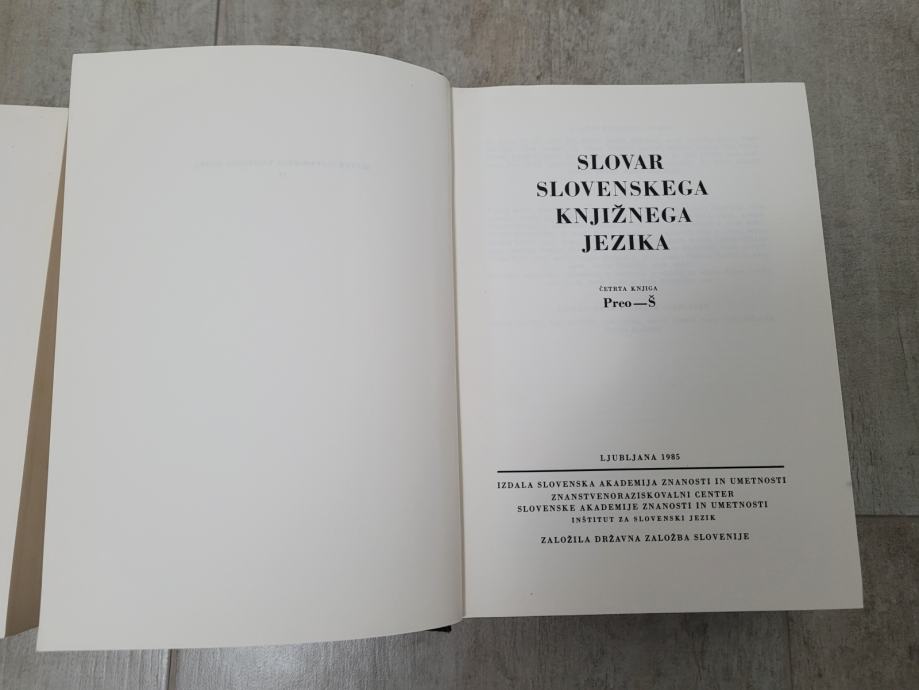 SLOVAR
SLOVENSKEGA
KNJIŽNEGA
JEZIKA
ČETRTA KNJIGA
Preo—Š
LJUBLJANA 1985
IZDALA SLOVENSKA AKADEMIJA ZNANOSTI IN UMETNOSTI
ZNANSTVENORAZISKOVALNI CENTER
SLOVENSKE AKADEMIJE ZNANOSTI IN UMETNOSTI
INŠTITUT ZA SLOVENSKI JEZIK
ZALOŽILA DRŽAVNA ZALOŽBA SLOVENIJE